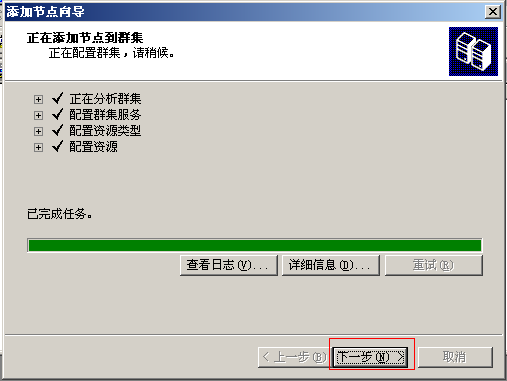 添加节点向导
正在添加节点到群集
正在配置群集，请稍候。
正在分析群集
配置群集服务
配置资源类型
配置资源
已完成任务。
查看日志(V)... 详细信息(D)... 重试(R)
< 上一步(B) 下一步(N) > 取消